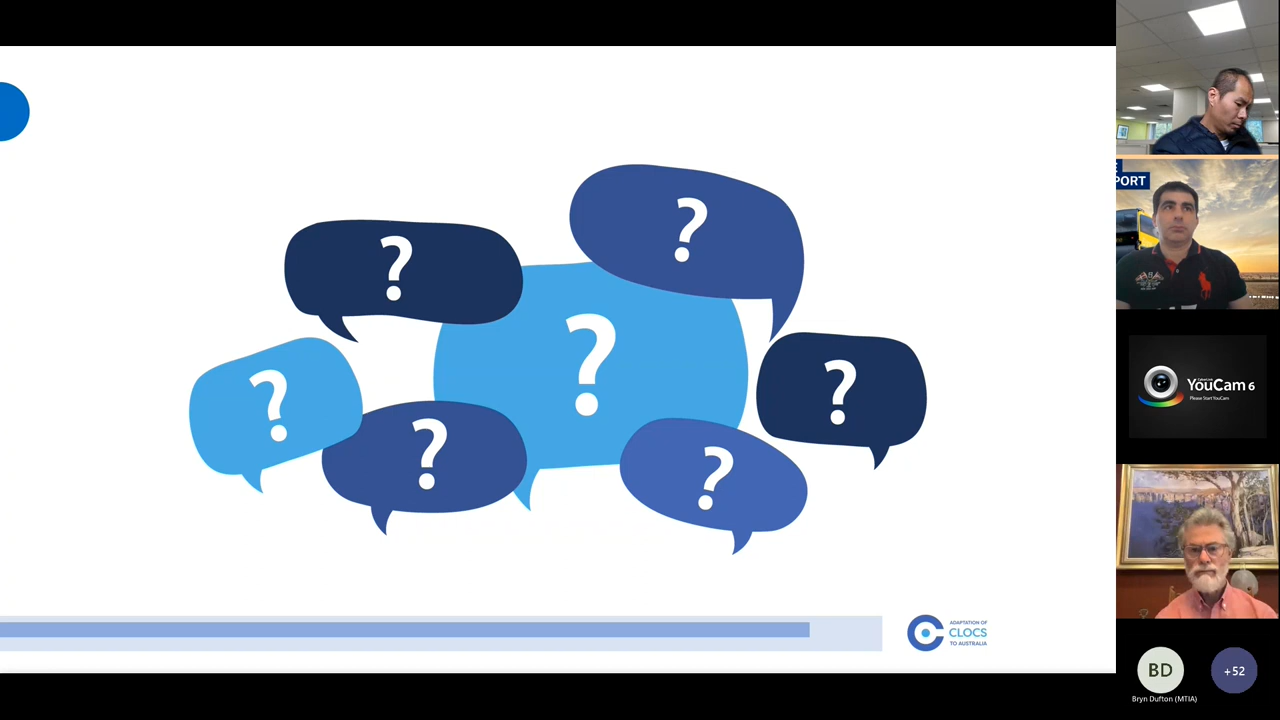 ?
?
?
?
?
?
?
ADAPTATION OF
CLOCS
TO AUSTRALIA
PORT
YouCam 6
Please Start YouCam
BD
+52
Bryn Dufton (MTIA)